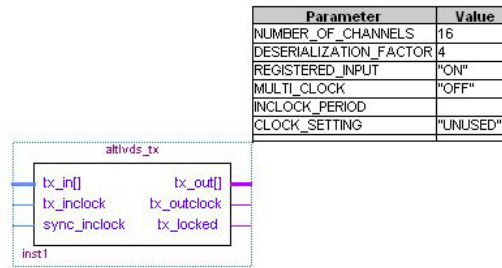 Parameter Value
NUMBER_OF_CHANNELS 16
DESERIALIZATION_FACTOR 4
REGISTERED_INPUT "ON"
MULTI_CLOCK "OFF"
INCLOCK_PERIOD
CLOCK_SETTING "UNUSED"
altlvds_tx
tx_in[] tx_out[]
tx_inclock tx_outclock
sync_inclock tx_locked
inst1